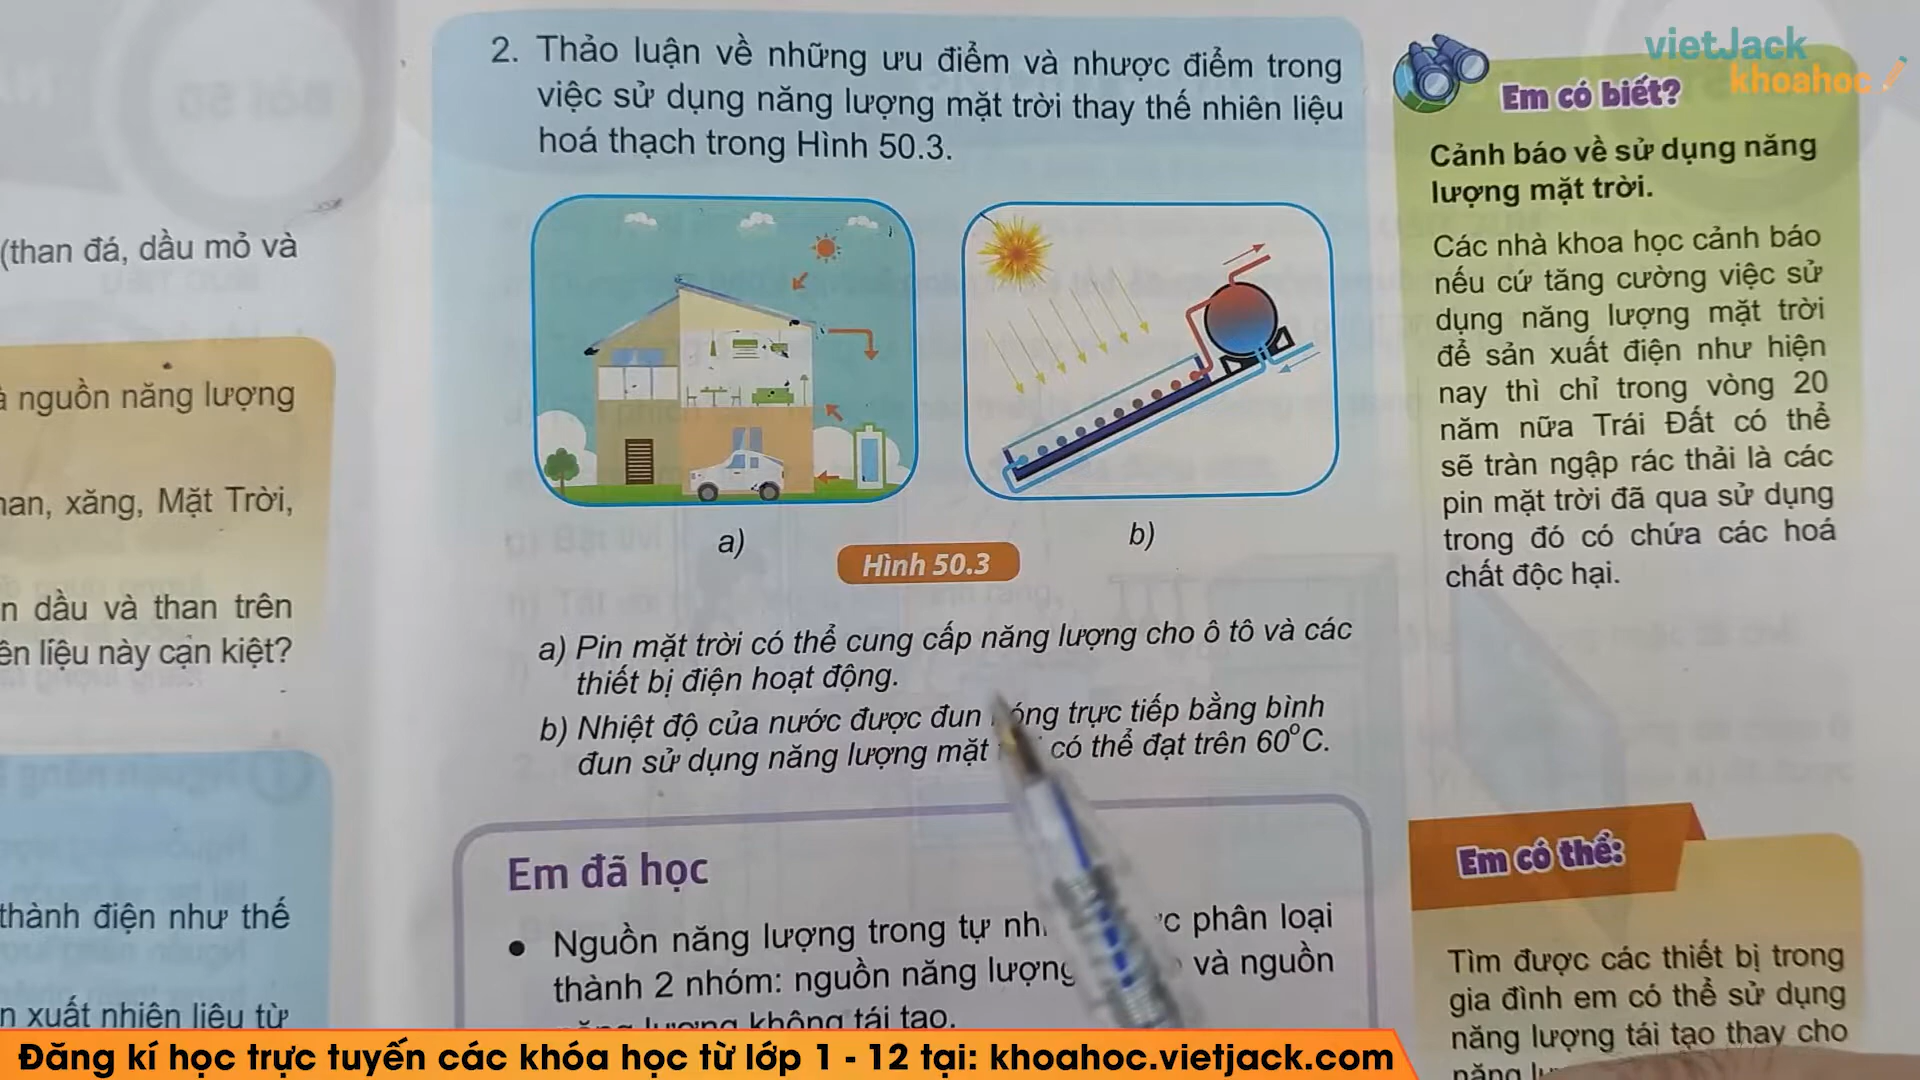 vietJack
khoahoc
2. Thảo luận về những ưu điểm và nhược điểm trong
việc sử dụng năng lượng mặt trời thay thế nhiên liệu
hoá thạch trong Hình 50.3.
a)
b)
Hình 50.3
a) Pin mặt trời có thể cung cấp năng lượng cho ô tô và các
thiết bị điện hoạt động.
b) Nhiệt độ của nước được đun trực tiếp bằng bình
đun sử dụng năng lượng mặt có thể đạt trên 60°C.
Em đã học
• Nguồn năng lượng trong tự phân loại
thành 2 nhóm: nguồn năng lượng và nguồn
không tái tạo.
Em có biết?
Cảnh báo về sử dụng năng
lượng mặt trời.
Các nhà khoa học cảnh báo
nếu cứ tăng cường việc sử
dụng năng lượng mặt trời
để sản xuất điện như hiện
nay thì chỉ trong vòng 20
năm nữa Trái Đất có thể
sẽ tràn ngập rác thải là các
pin mặt trời đã qua sử dụng
trong đó có chứa các hoá
chất độc hại.
Em có thể:
Tìm được các thiết bị trong
gia đình em có thể sử dụng
năng lượng tái tạo thay cho
(than đá, dầu mỏ và
nguồn năng lượng
xăng, Mặt Trời,
dầu và than trên
liệu này cạn kiệt?
thành điện như thế
xuất nhiên liệu từ
Đăng kí học trực tuyến các khóa học từ lớp 1 - 12 tại: khoahoc.vietjack.com